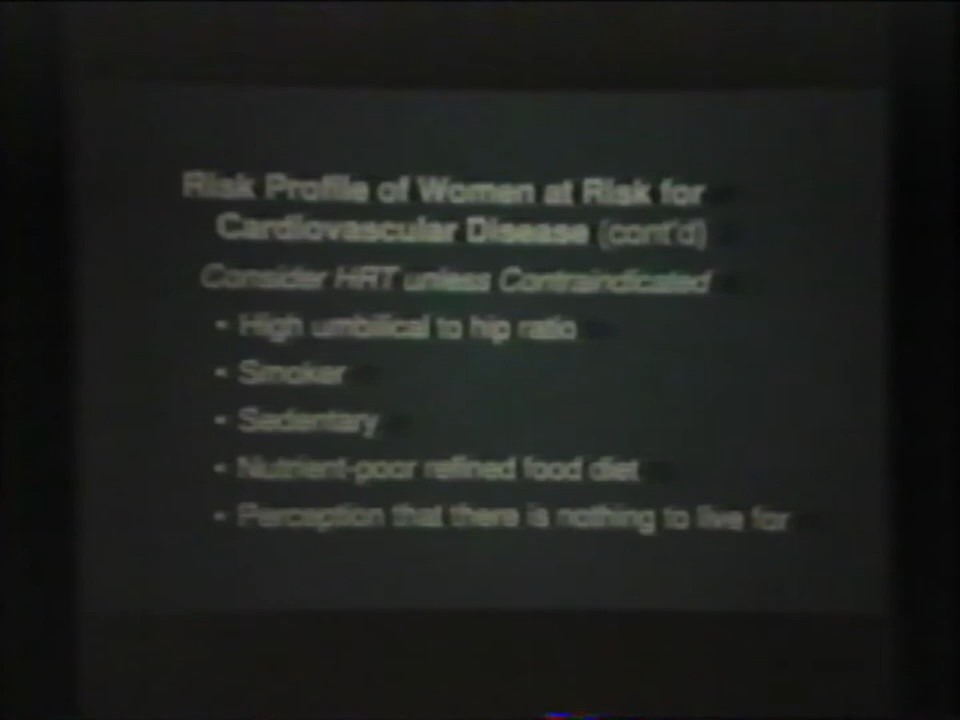 Risk Profile of Women at Risk for
Cardiovascular Disease (cont'd)
Consider HRT unless Contraindicated
• High umbilical to hip ratio
• Smoker
• Sedentary
• Nutrient-poor refined food diet
• Perception that there is nothing to live for